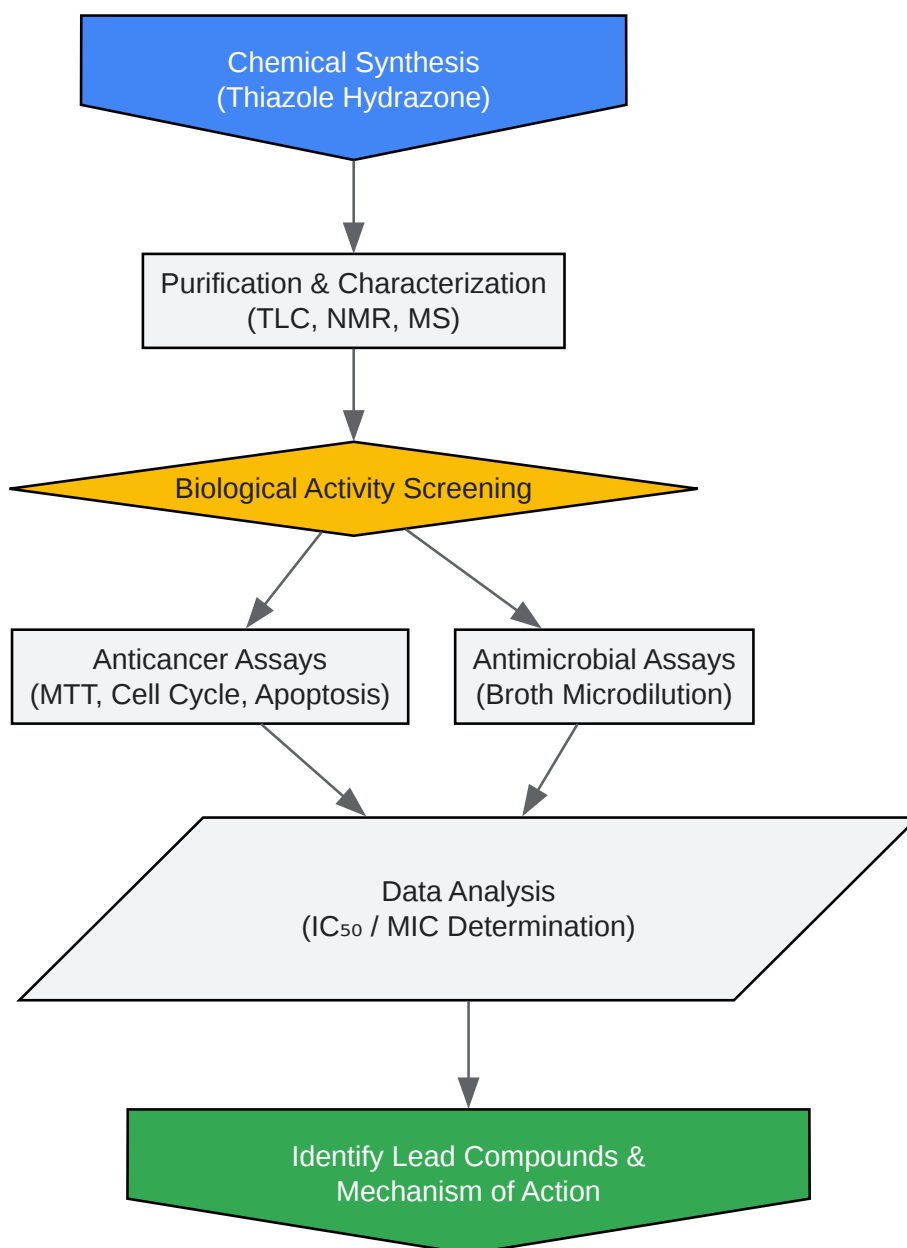 Chemical Synthesis
(Thiazole Hydrazone)
Purification & Characterization
(TLC, NMR, MS)
Biological Activity Screening
Anticancer Assays
(MTT, Cell Cycle, Apoptosis)
Antimicrobial Assays
(Broth Microdilution)
Data Analysis
(IC₅₀ / MIC Determination)
Identify Lead Compounds &
Mechanism of Action